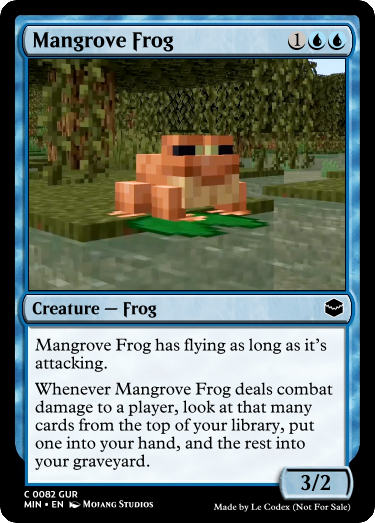 Mangrove Frog 1
Creature — Frog
Mangrove Frog has flying as long as it's
attacking.
Whenever Mangrove Frog deals combat
damage to a player, look at that many
cards from the top of your library, put
one into your hand, and the rest into
your graveyard.
3/2
C 0082 GUR
MIN • EN Mojang Studios
Made by Le Codex (Not For Sale)